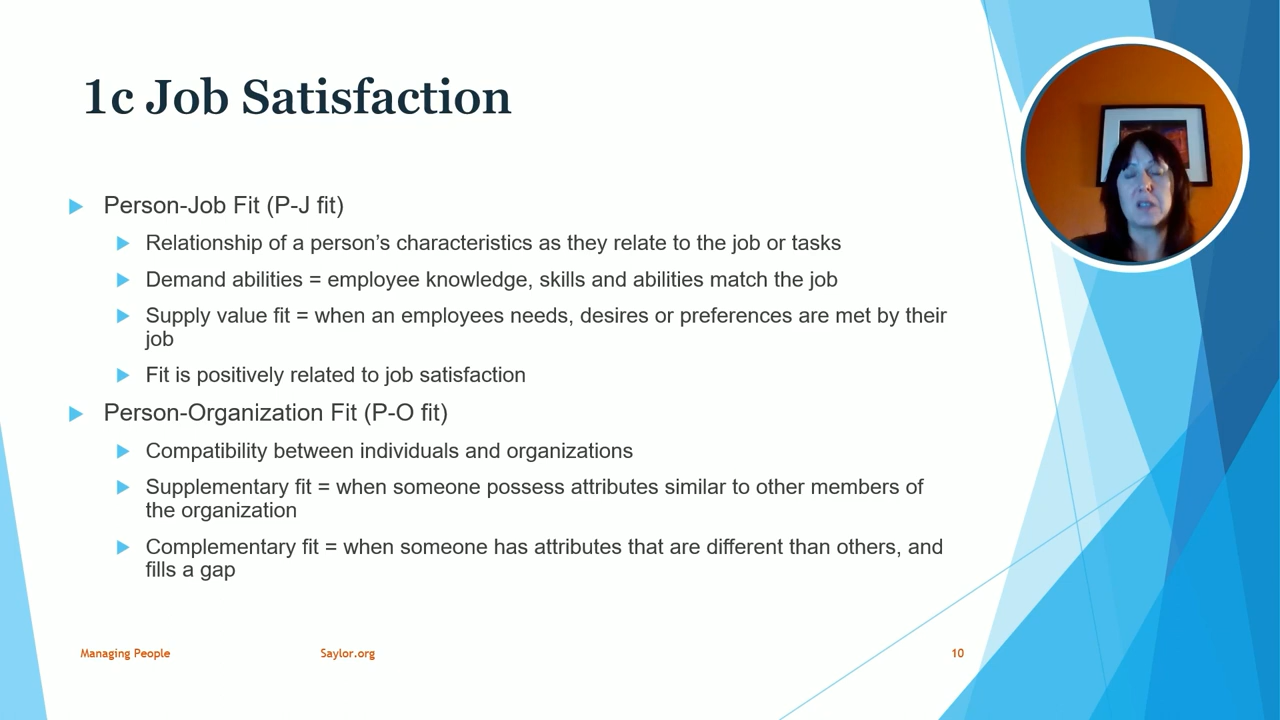 1c Job Satisfaction
Person-Job Fit (P-J fit)
Relationship of a person's characteristics as they relate to the job or tasks
Demand abilities = employee knowledge, skills and abilities match the job
Supply value fit = when an employees needs, desires or preferences are met by their
job
Fit is positively related to job satisfaction
Person-Organization Fit (P-O fit)
Compatibility between individuals and organizations
Supplementary fit = when someone possess attributes similar to other members of
the organization
Complementary fit = when someone has attributes that are different than others, and
fills a gap
Managing People Saylor.org 10